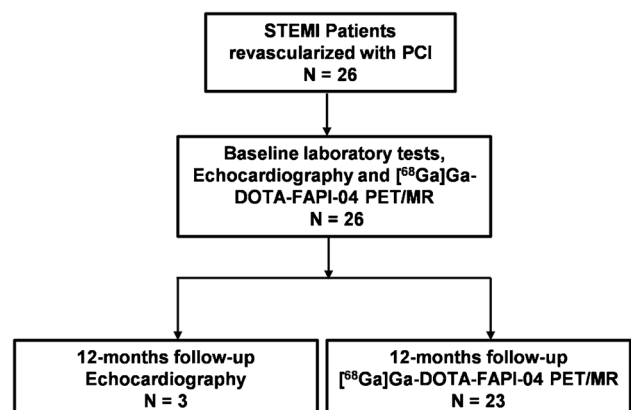 STEMI Patients
revascularized with PCI
N = 26
Baseline laboratory tests,
Echocardiography and [⁶⁸Ga]Ga-
DOTA-FAPI-04 PET/MR
N = 26
12-months follow-up
Echocardiography
N = 3
12-months follow-up
[⁶⁸Ga]Ga-DOTA-FAPI-04 PET/MR
N = 23